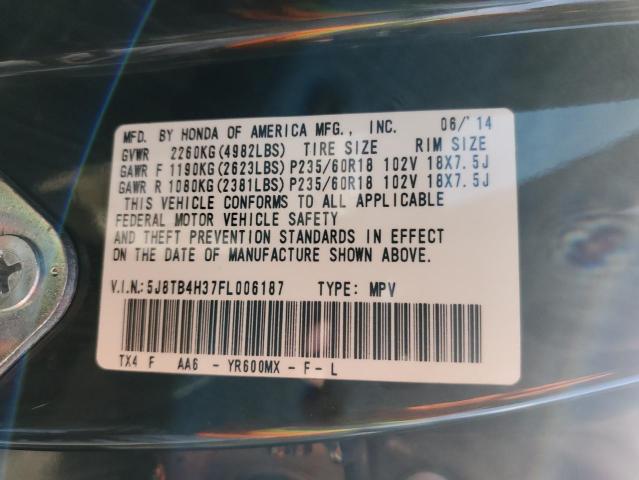 MFD. BY HONDA OF AMERICA MFG., INC. 06/'14
GVWR 2260KG(4982LBS) TIRE SIZE RIM SIZE
GAWR F 1190KG(2623LBS)P235/60R18 102V 18X7.5J
GAWR R 1080KG(2381LBS)P235/60R18 102V 18X7.5J
THIS VEHICLE CONFORMS TO ALL APPLICABLE
FEDERAL MOTOR VEHICLE SAFETY
AND THEFT PREVENTION STANDARDS IN EFFECT
ON THE DATE OF MANUFACTURE SHOWN ABOVE.
V.I.N.:5J8TB4H37FL006187 TYPE: MPV
TX4 F AA6 - YR600MX - F - L